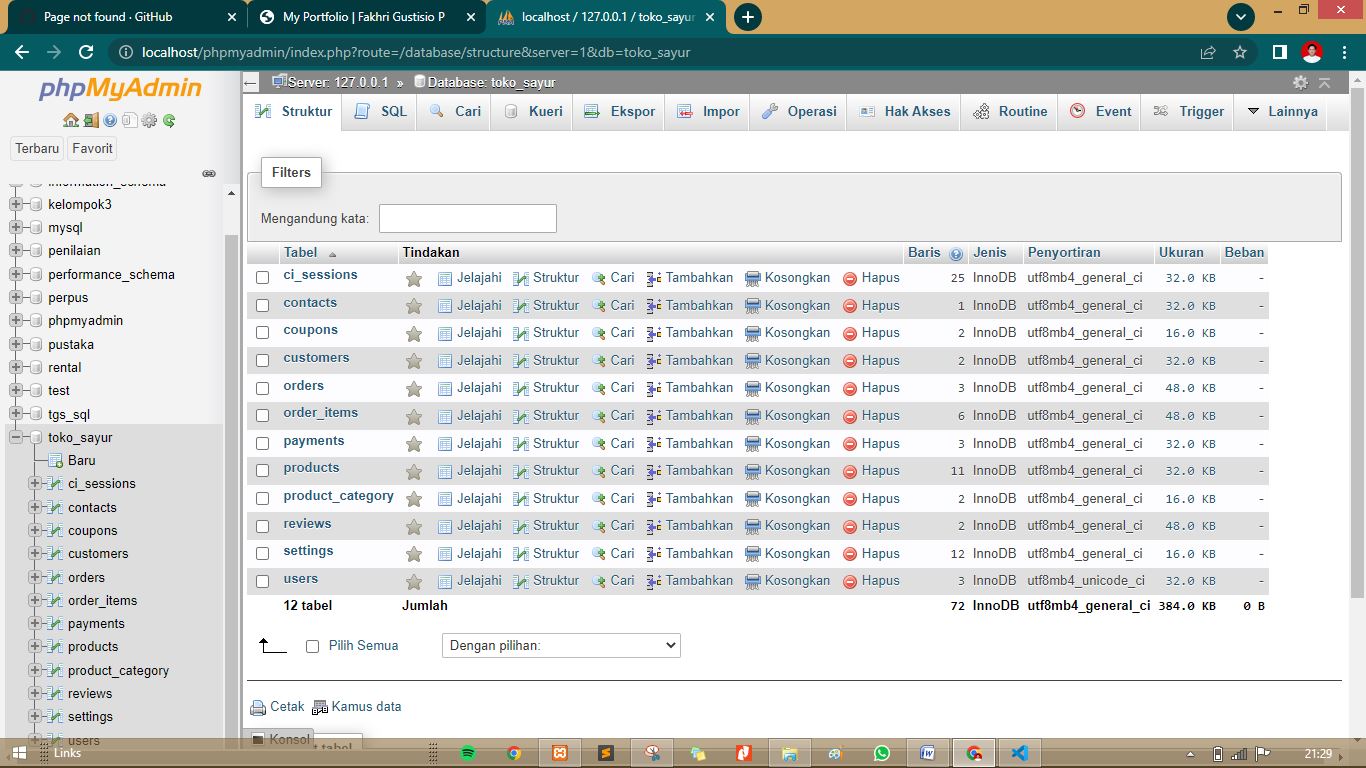 Page not found · GitHub
My Portfolio | Fakhri Gustisio P
localhost / 127.0.0.1 / toko_sayur
localhost/phpmyadmin/index.php?route=/database/structure&server=1&db=toko_sayur
phpMyAdmin
Terbaru Favorit
information_schema
kelompok3
mysql
penilaian
performance_schema
perpus
phpmyadmin
pustaka
rental
test
tgs_sql
toko_sayur
Baru
ci_sessions
contacts
coupons
customers
orders
order_items
payments
products
product_category
reviews
settings
users
Server: 127.0.0.1 » Database: toko_sayur
Struktur SQL Cari Kueri Ekspor Impor Operasi Hak Akses Routine Event Trigger Lainnya
Filters
Mengandung kata:
Tabel Tindakan Baris Jenis Penyortiran Ukuran Beban
ci_sessions Jelajahi Struktur Cari Tambahkan Kosongkan Hapus 25 InnoDB utf8mb4_general_ci 32.0 KB -
contacts Jelajahi Struktur Cari Tambahkan Kosongkan Hapus 1 InnoDB utf8mb4_general_ci 32.0 KB -
coupons Jelajahi Struktur Cari Tambahkan Kosongkan Hapus 2 InnoDB utf8mb4_general_ci 16.0 KB -
customers Jelajahi Struktur Cari Tambahkan Kosongkan Hapus 2 InnoDB utf8mb4_general_ci 32.0 KB -
orders Jelajahi Struktur Cari Tambahkan Kosongkan Hapus 3 InnoDB utf8mb4_general_ci 48.0 KB -
order_items Jelajahi Struktur Cari Tambahkan Kosongkan Hapus 6 InnoDB utf8mb4_general_ci 48.0 KB -
payments Jelajahi Struktur Cari Tambahkan Kosongkan Hapus 3 InnoDB utf8mb4_general_ci 32.0 KB -
products Jelajahi Struktur Cari Tambahkan Kosongkan Hapus 11 InnoDB utf8mb4_general_ci 32.0 KB -
product_category Jelajahi Struktur Cari Tambahkan Kosongkan Hapus 2 InnoDB utf8mb4_general_ci 16.0 KB -
reviews Jelajahi Struktur Cari Tambahkan Kosongkan Hapus 2 InnoDB utf8mb4_general_ci 48.0 KB -
settings Jelajahi Struktur Cari Tambahkan Kosongkan Hapus 12 InnoDB utf8mb4_general_ci 16.0 KB -
users Jelajahi Struktur Cari Tambahkan Kosongkan Hapus 3 InnoDB utf8mb4_unicode_ci 32.0 KB -
12 tabel Jumlah 72 InnoDB utf8mb4_general_ci 384.0 KB 0 B
Pilih Semua Dengan pilihan:
Cetak Kamus data
Konsol
tabel
Links
21:29